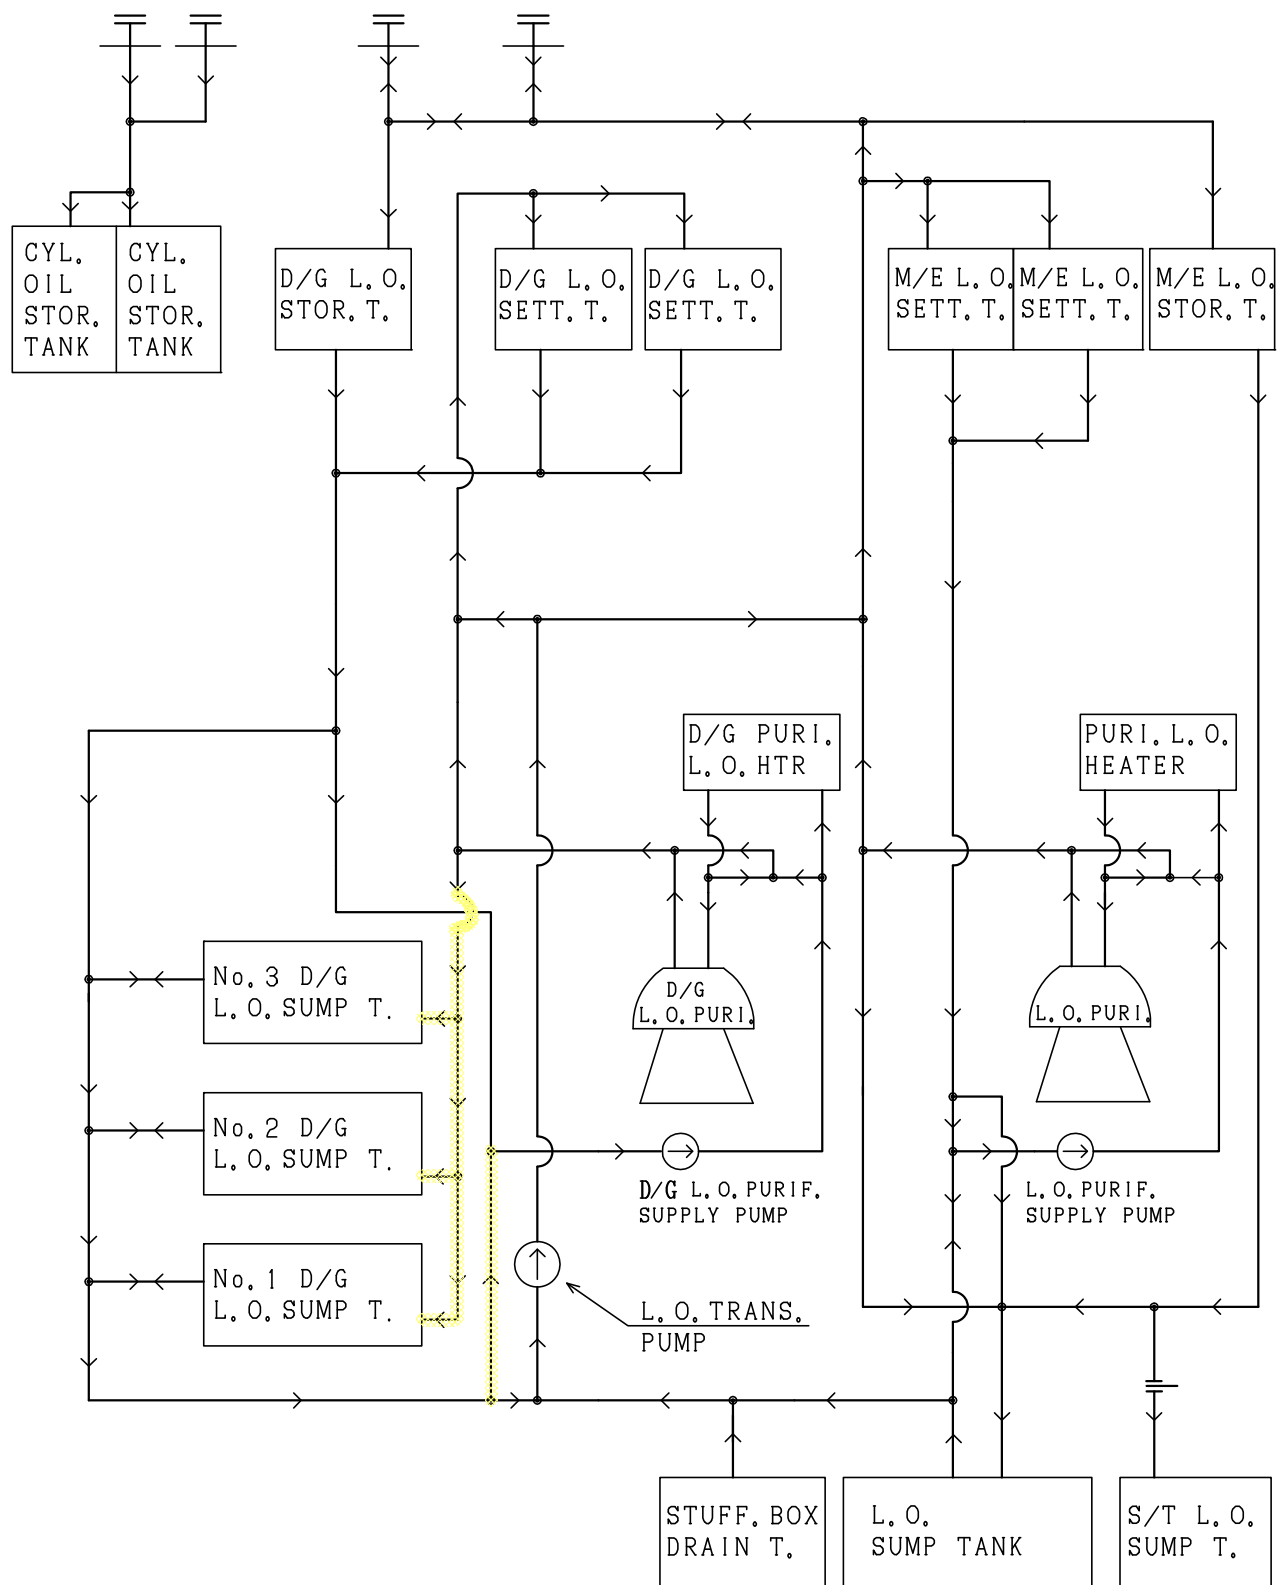 CYL.
OIL
STOR.
TANK
CYL.
OIL
STOR.
TANK
D/G L.O.
STOR.T.
D/G L.O.
SETT.T.
D/G L.O.
SETT.T.
M/E L.O.
SETT.T.
M/E L.O.
SETT.T.
M/E L.O.
STOR.T.
D/G PURI.
L.O.HTR
PURI.L.O.
HEATER
No.3 D/G
L.O.SUMP T.
D/G
L.O.PURI.
L.O.PURI.
No.2 D/G
L.O.SUMP T.
D/G L.O.PURIF.
SUPPLY PUMP
L.O.PURIF.
SUPPLY PUMP
No.1 D/G
L.O.SUMP T.
L.O.TRANS.
PUMP
STUFF.BOX
DRAIN T.
L.O.
SUMP TANK
S/T L.O.
SUMP T.